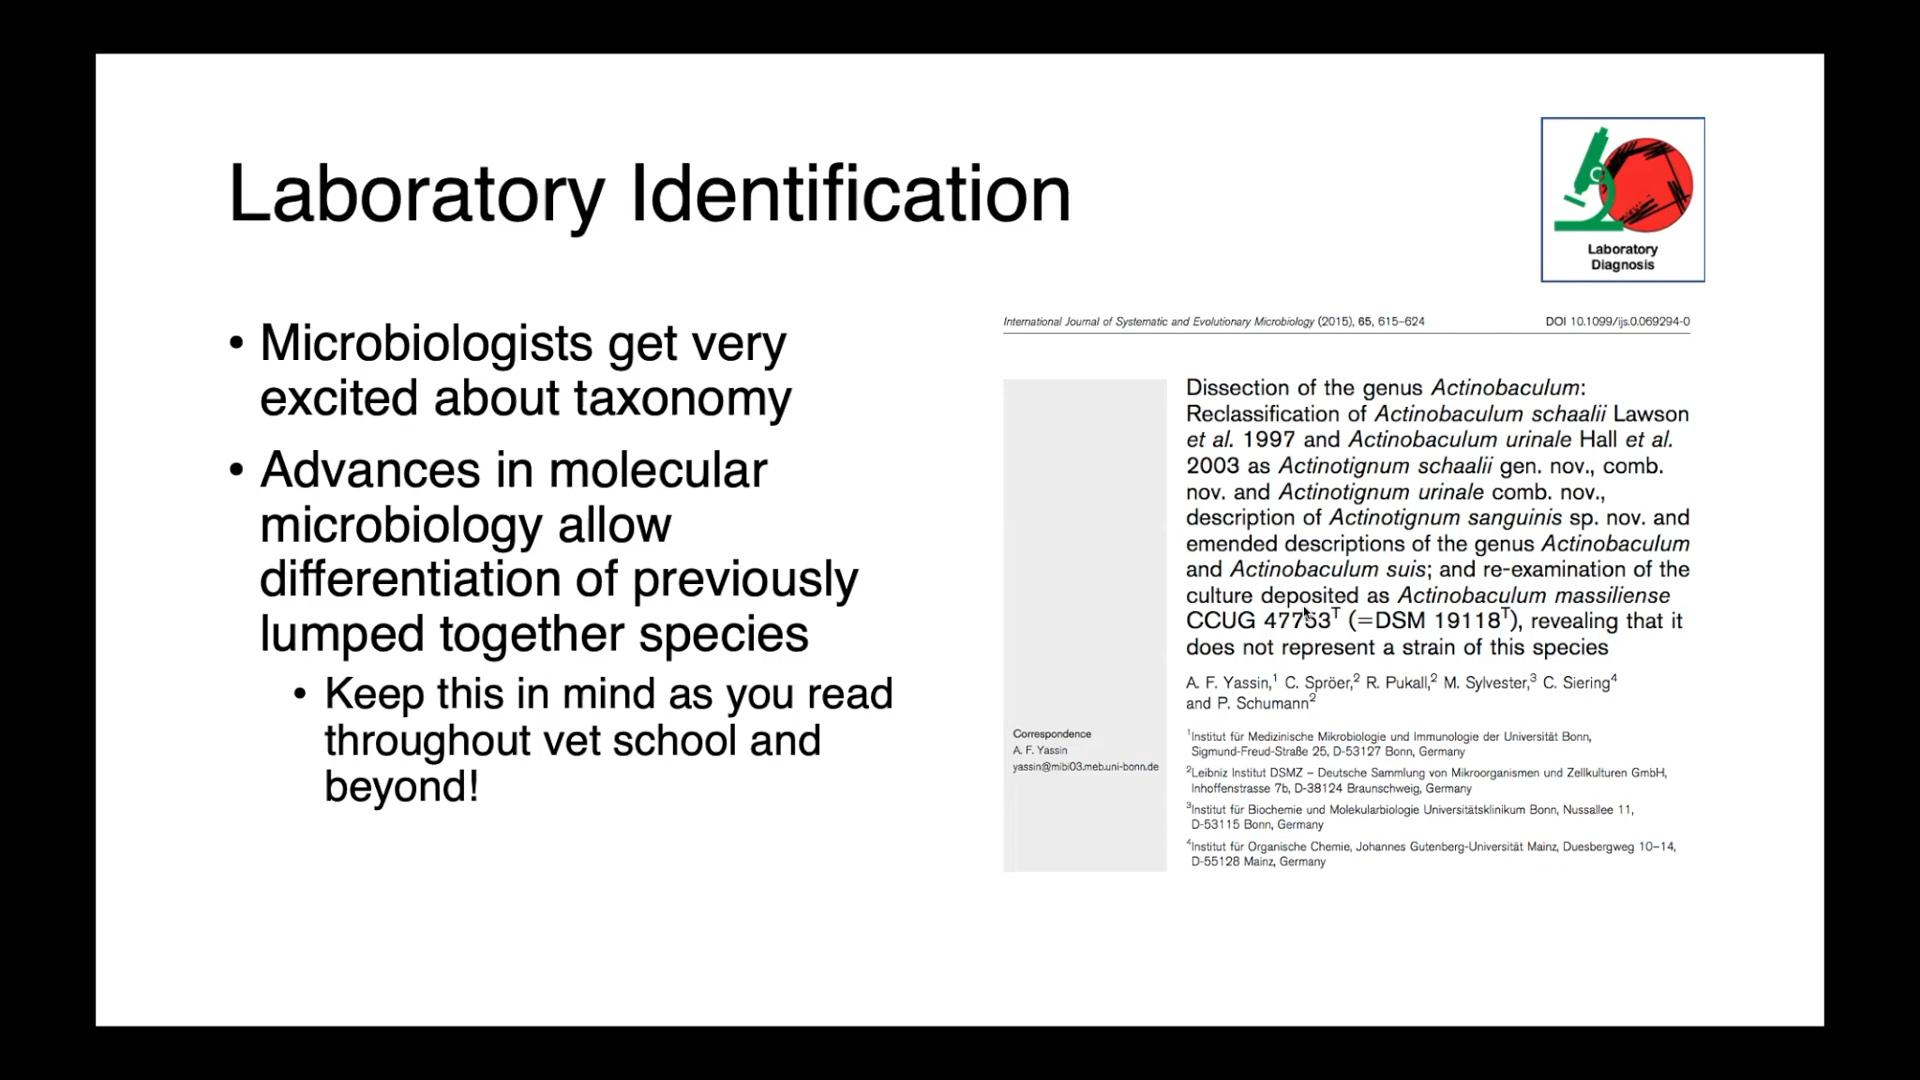 Laboratory Identification
Laboratory
Diagnosis
• Microbiologists get very
excited about taxonomy
• Advances in molecular
microbiology allow
differentiation of previously
lumped together species
• Keep this in mind as you read
throughout vet school and
beyond!
International Journal of Systematic and Evolutionary Microbiology (2015), 65, 615–624
DOI 10.1099/ijs.0.069294-0
Dissection of the genus Actinobaculum:
Reclassification of Actinobaculum schaalii Lawson
et al. 1997 and Actinobaculum urinale Hall et al.
2003 as Actinotignum schaalii gen. nov., comb.
nov. and Actinotignum urinale comb. nov.,
description of Actinotignum sanguinis sp. nov. and
emended descriptions of the genus Actinobaculum
and Actinobaculum suis; and re-examination of the
culture deposited as Actinobaculum massiliense
CCUG 47753ᵀ (=DSM 19118ᵀ), revealing that it
does not represent a strain of this species
A. F. Yassin,¹ C. Spröer,² R. Pukall,² M. Sylvester,³ C. Siering⁴
and P. Schumann²
Correspondence
A. F. Yassin
yassin@mibi03.meb.uni-bonn.de
¹Institut für Medizinische Mikrobiologie und Immunologie der Universität Bonn,
Sigmund-Freud-Straße 25, D-53127 Bonn, Germany
²Leibniz Institut DSMZ – Deutsche Sammlung von Mikroorganismen und Zellkulturen GmbH,
Inhoffenstrasse 7b, D-38124 Braunschweig, Germany
³Institut für Biochemie und Molekularbiologie Universitätsklinikum Bonn, Nussallee 11,
D-53115 Bonn, Germany
⁴Institut für Organische Chemie, Johannes Gutenberg-Universität Mainz, Duesbergweg 10–14,
D-55128 Mainz, Germany